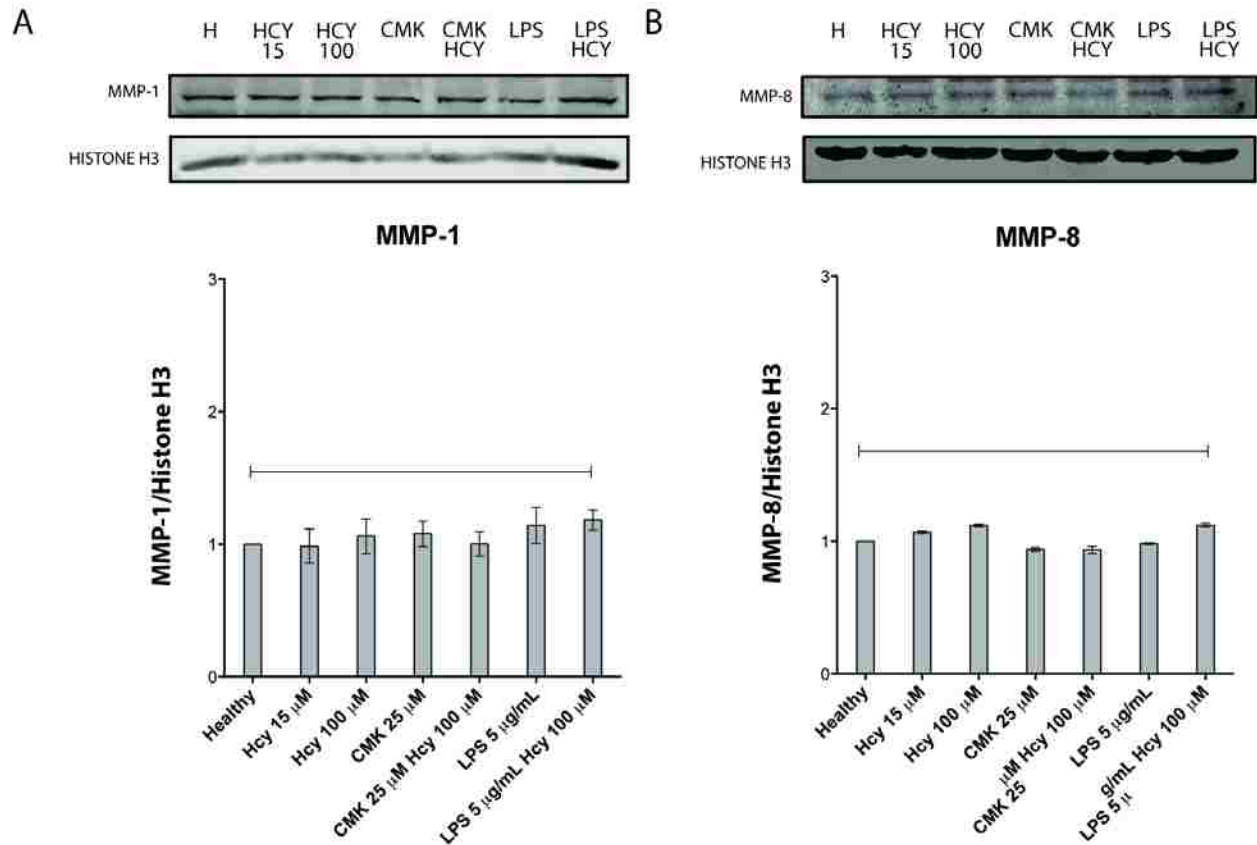 A
H
HCY
15
HCY
100
CMK
CMK
HCY
LPS
LPS
HCY
MMP-1
HISTONE H3
MMP-1
MMP-1/Histone H3
3
2
1
0
Healthy
Hcy 15 μM
Hcy 100 μM
CMK 25 μM
CMK 25 μM Hcy 100 μM
LPS 5 μg/mL
LPS 5 μg/mL Hcy 100 μM
B
H
HCY
15
HCY
100
CMK
CMK
HCY
LPS
LPS
HCY
MMP-8
HISTONE H3
MMP-8
MMP-8/Histone H3
3
2
1
0
Healthy
Hcy 15 μM
Hcy 100 μM
CMK 25 μM
μM Hcy 100 μM
CMK 25
LPS 5 μg/mL
g/mL Hcy 100 μM
LPS 5 μ